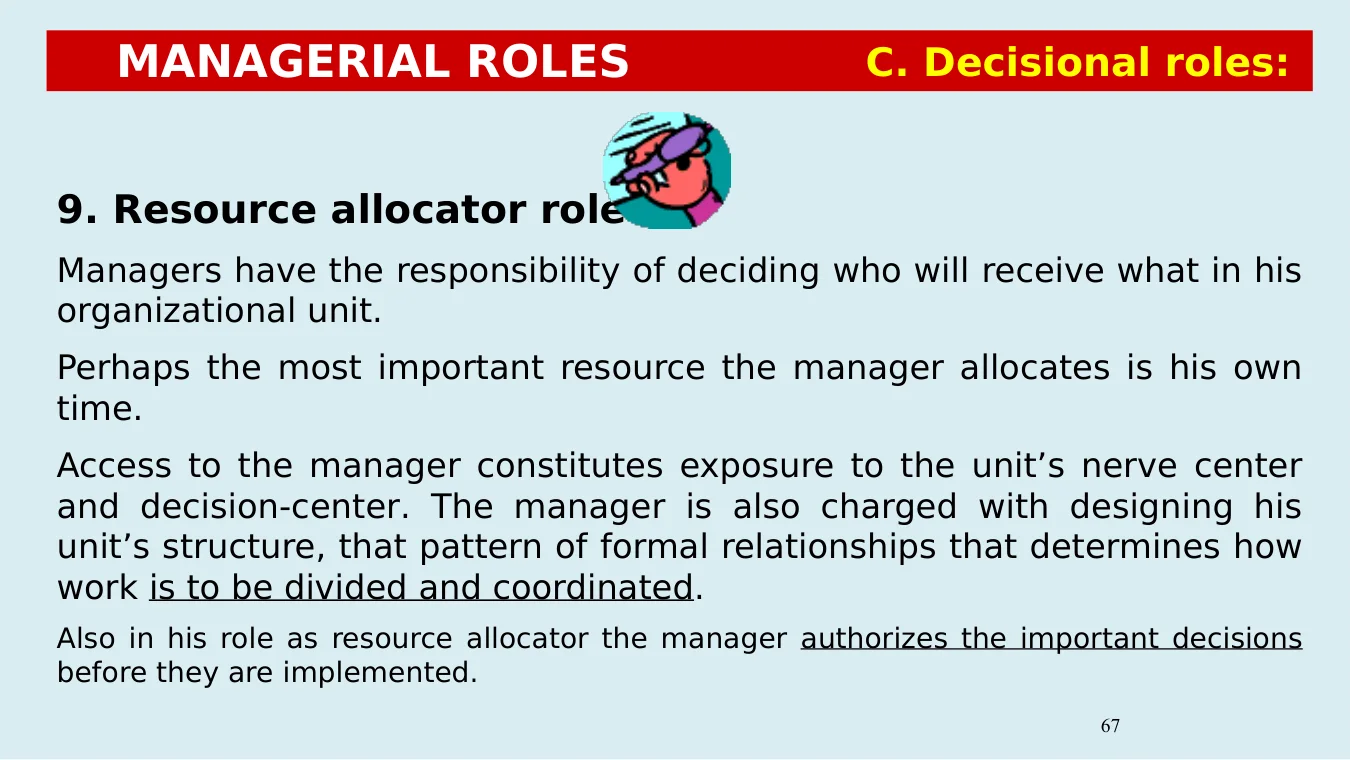 MANAGERIAL ROLES C. Decisional roles:
9. Resource allocator role
Managers have the responsibility of deciding who will receive what in his
organizational unit.
Perhaps the most important resource the manager allocates is his own
time.
Access to the manager constitutes exposure to the unit’s nerve center
and decision-center. The manager is also charged with designing his
unit’s structure, that pattern of formal relationships that determines how
work is to be divided and coordinated.
Also in his role as resource allocator the manager authorizes the important decisions
before they are implemented.
67